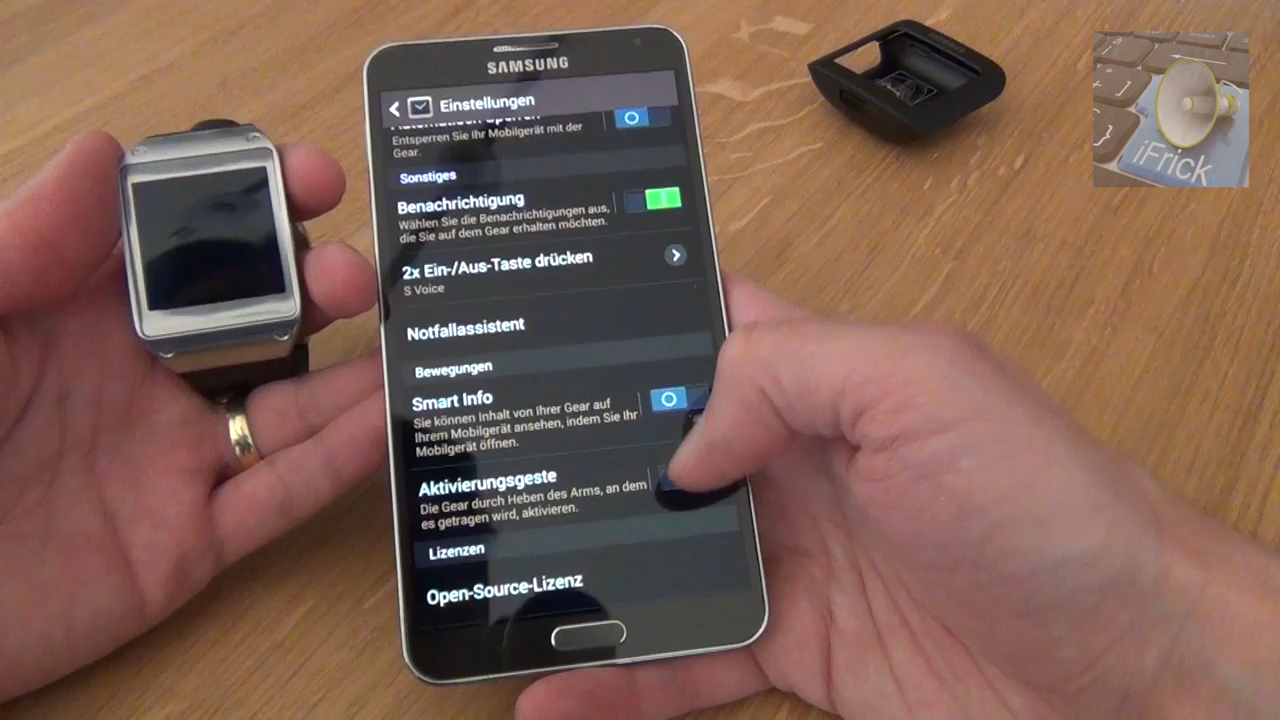 SAMSUNG
Einstellungen
Automatisch sperren
Entsperren Sie Ihr Mobilgerät mit der
Gear.
Sonstiges
Benachrichtigung
Wählen Sie die Benachrichtigungen aus,
die Sie auf dem Gear erhalten möchten.
2x Ein-/Aus-Taste drücken
S Voice
Notfallassistent
Bewegungen
Smart Info
Sie können Inhalt von Ihrer Gear auf
Ihrem Mobilgerät ansehen, indem Sie Ihr
Mobilgerät öffnen.
Aktivierungsgeste
Die Gear durch Heben des Arms, an dem
es getragen wird, aktivieren.
Lizenzen
Open-Source-Lizenz
iFrick